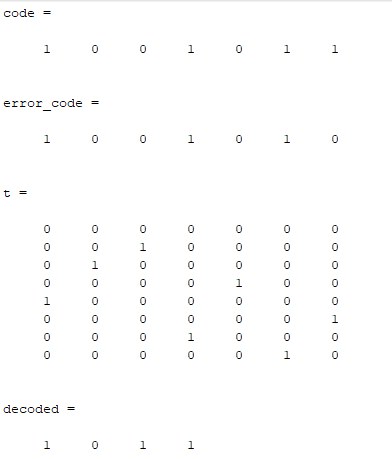 code =
1 0 0 1 0 1 1
error_code =
1 0 0 1 0 1 0
t =
0 0 0 0 0 0 0
0 0 1 0 0 0 0
0 1 0 0 0 0 0
0 0 0 0 1 0 0
1 0 0 0 0 0 0
0 0 0 0 0 0 1
0 0 0 1 0 0 0
0 0 0 0 0 1 0
decoded =
1 0 1 1